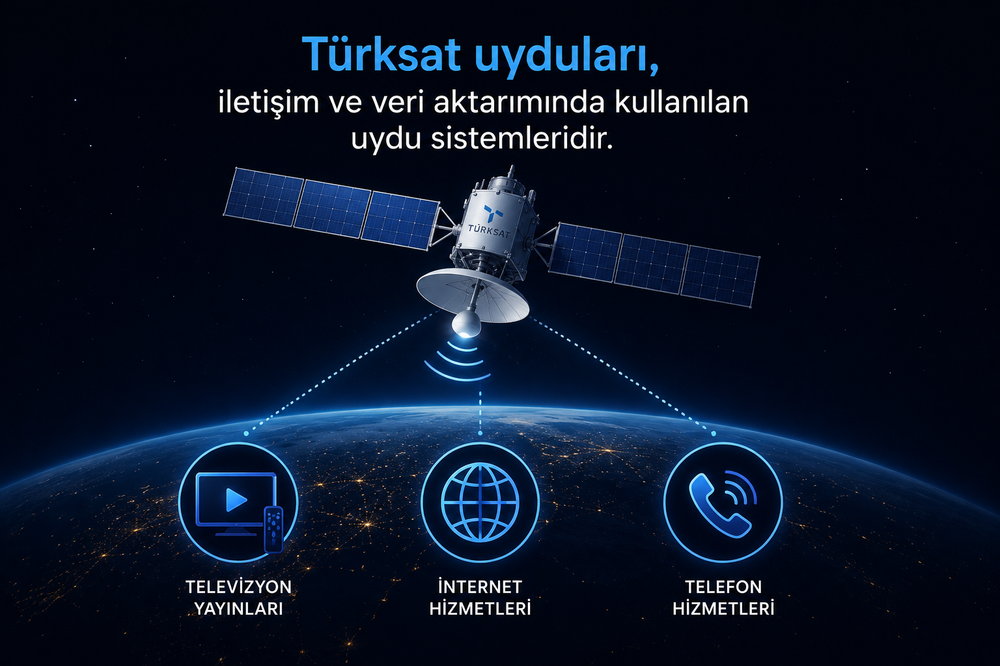 Türksat uyduları,
iletişim ve veri aktarımında kullanılan
uydu sistemleridir.
TÜRKSAT
TELEVİZYON
YAYINLARI
İNTERNET
HİZMETLERİ
TELEFON
HİZMETLERİ